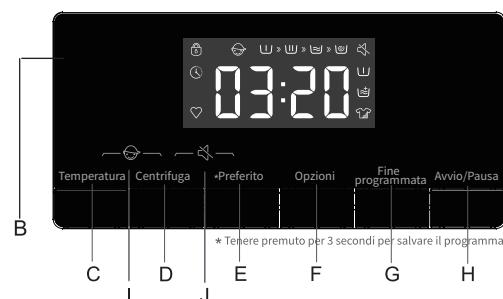 03:20
B
Temperatura Centrifuga *Preferito Opzioni Fine programmata Avvio/Pausa
* Tenere premuto per 3 secondi per salvare il programma
C D E F G H